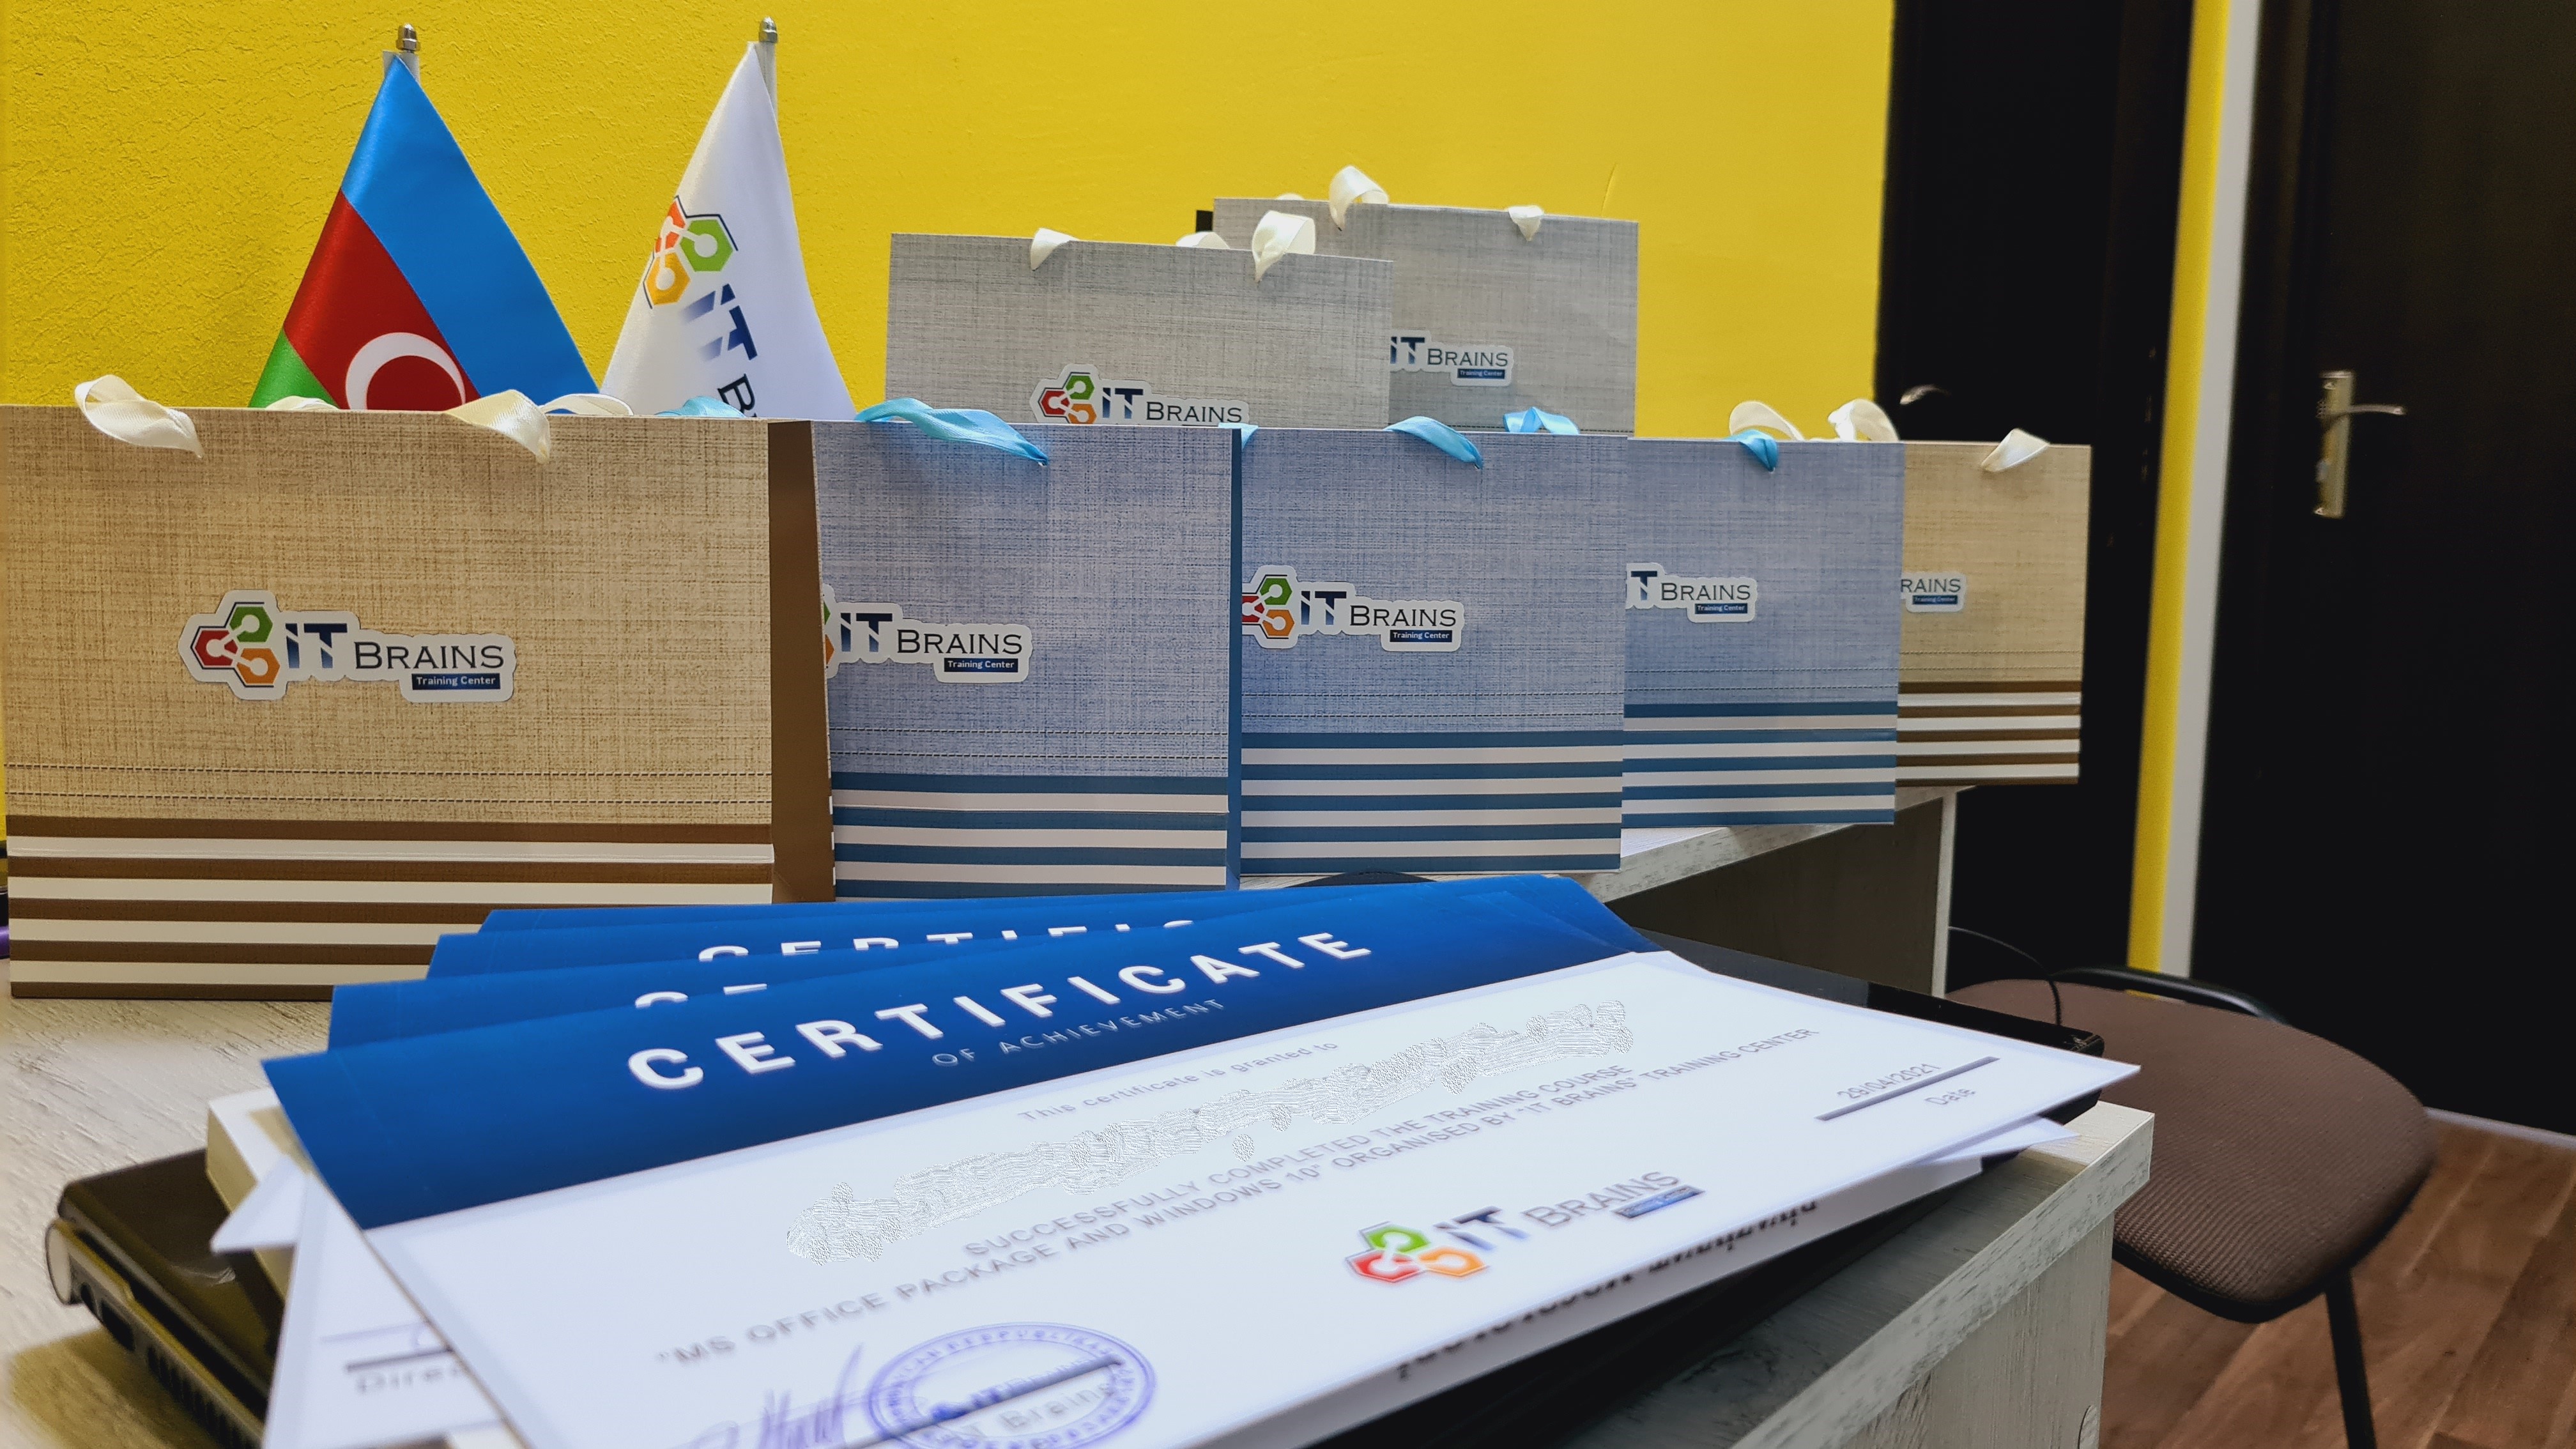 IT B
IT BRAINS
Training Center
IT BRAINS
IT BRAINS
Training Center
IT BRAINS
Training Center
IT BRAINS
Training Center
IT BRAINS
Training Center
RAINS
Training Center
CERTIFIC
CERTIFICATE
OF ACHIEVEMENT
This certificate is granted to
SUCCESSFULLY COMPLETED THE TRAINING COURSE
"MS OFFICE PACKAGE AND WINDOWS 10" ORGANISED BY "IT BRAINS" TRAINING CENTER
29/04/2021
Date
IT BRAINS
Direc
IT Brains